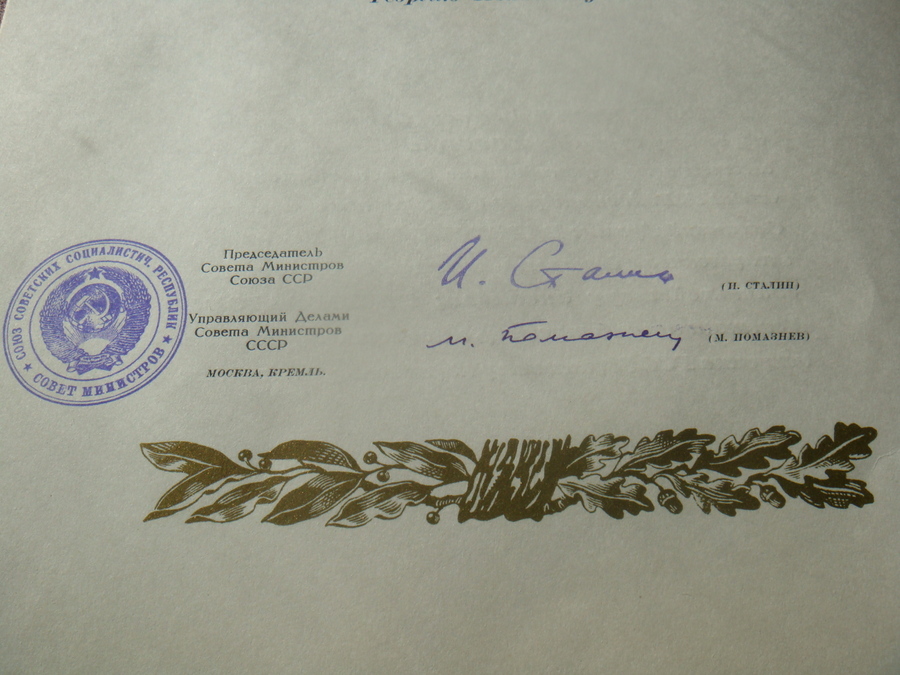 СОЮЗ СОВЕТСКИХ СОЦИАЛИСТИЧ. РЕСПУБЛИК
★ СОВЕТ МИНИСТРОВ ★
Председатель
Совета Министров
Союза ССР
И. Сталин
(И. СТАЛИН)
Управляющий Делами
Совета Министров
СССР
М. Помазнев
(М. ПОМАЗНЕВ)
МОСКВА, КРЕМЛЬ.